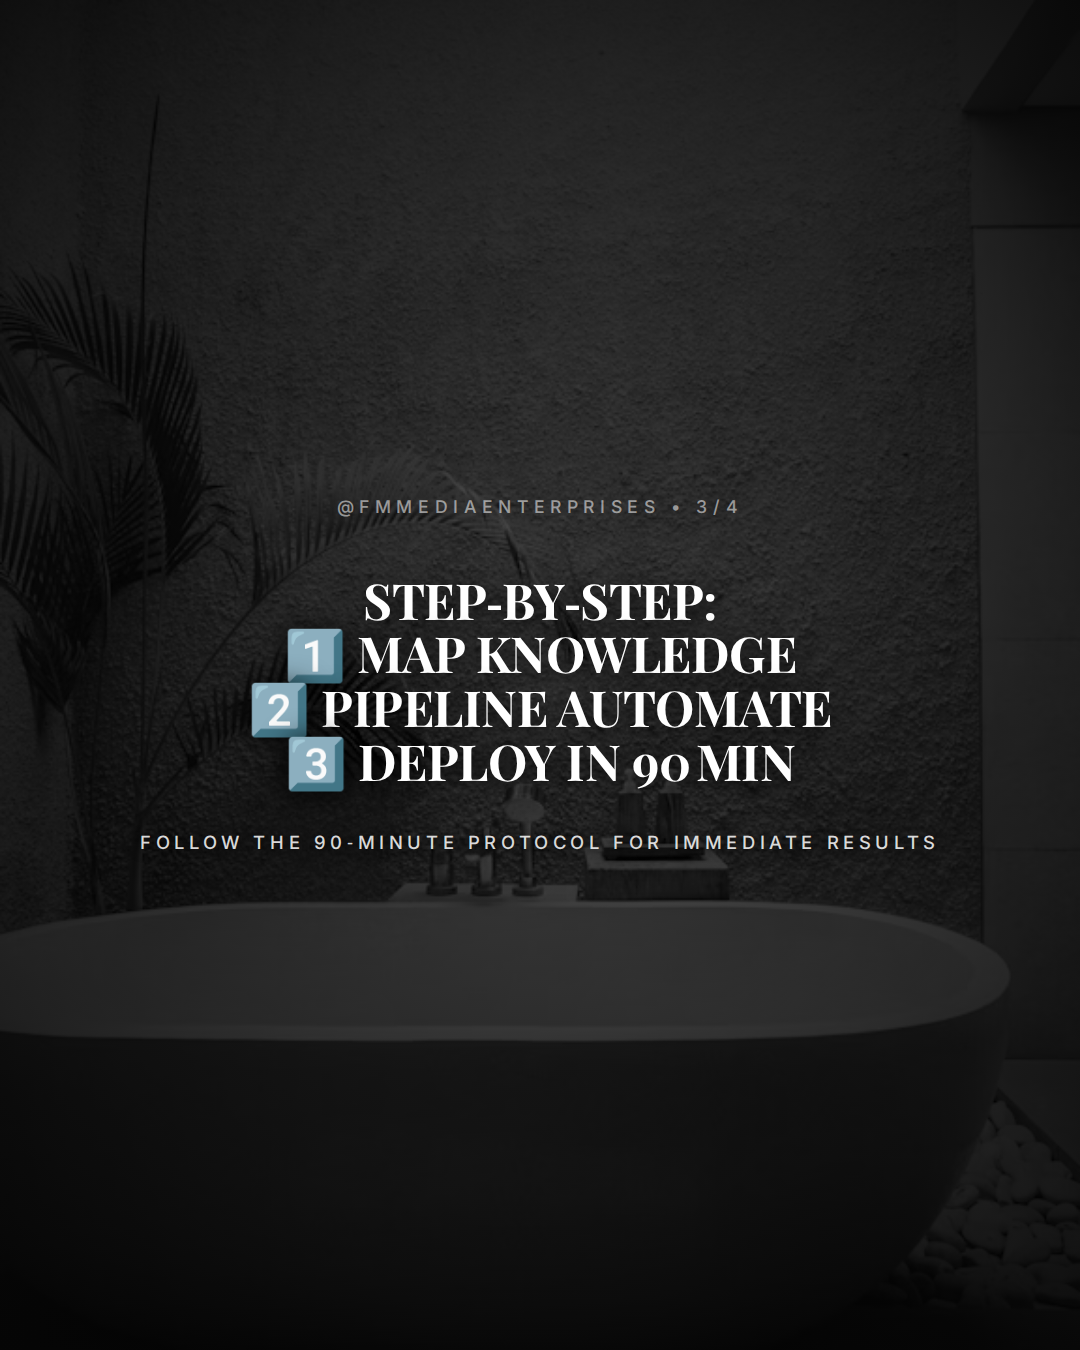 @FMMEDIAENTERPRISES • 3/4
STEP-BY-STEP:
1️⃣ MAP KNOWLEDGE
2️⃣ PIPELINE AUTOMATE
3️⃣ DEPLOY IN 90 MIN
FOLLOW THE 90-MINUTE PROTOCOL FOR IMMEDIATE RESULTS